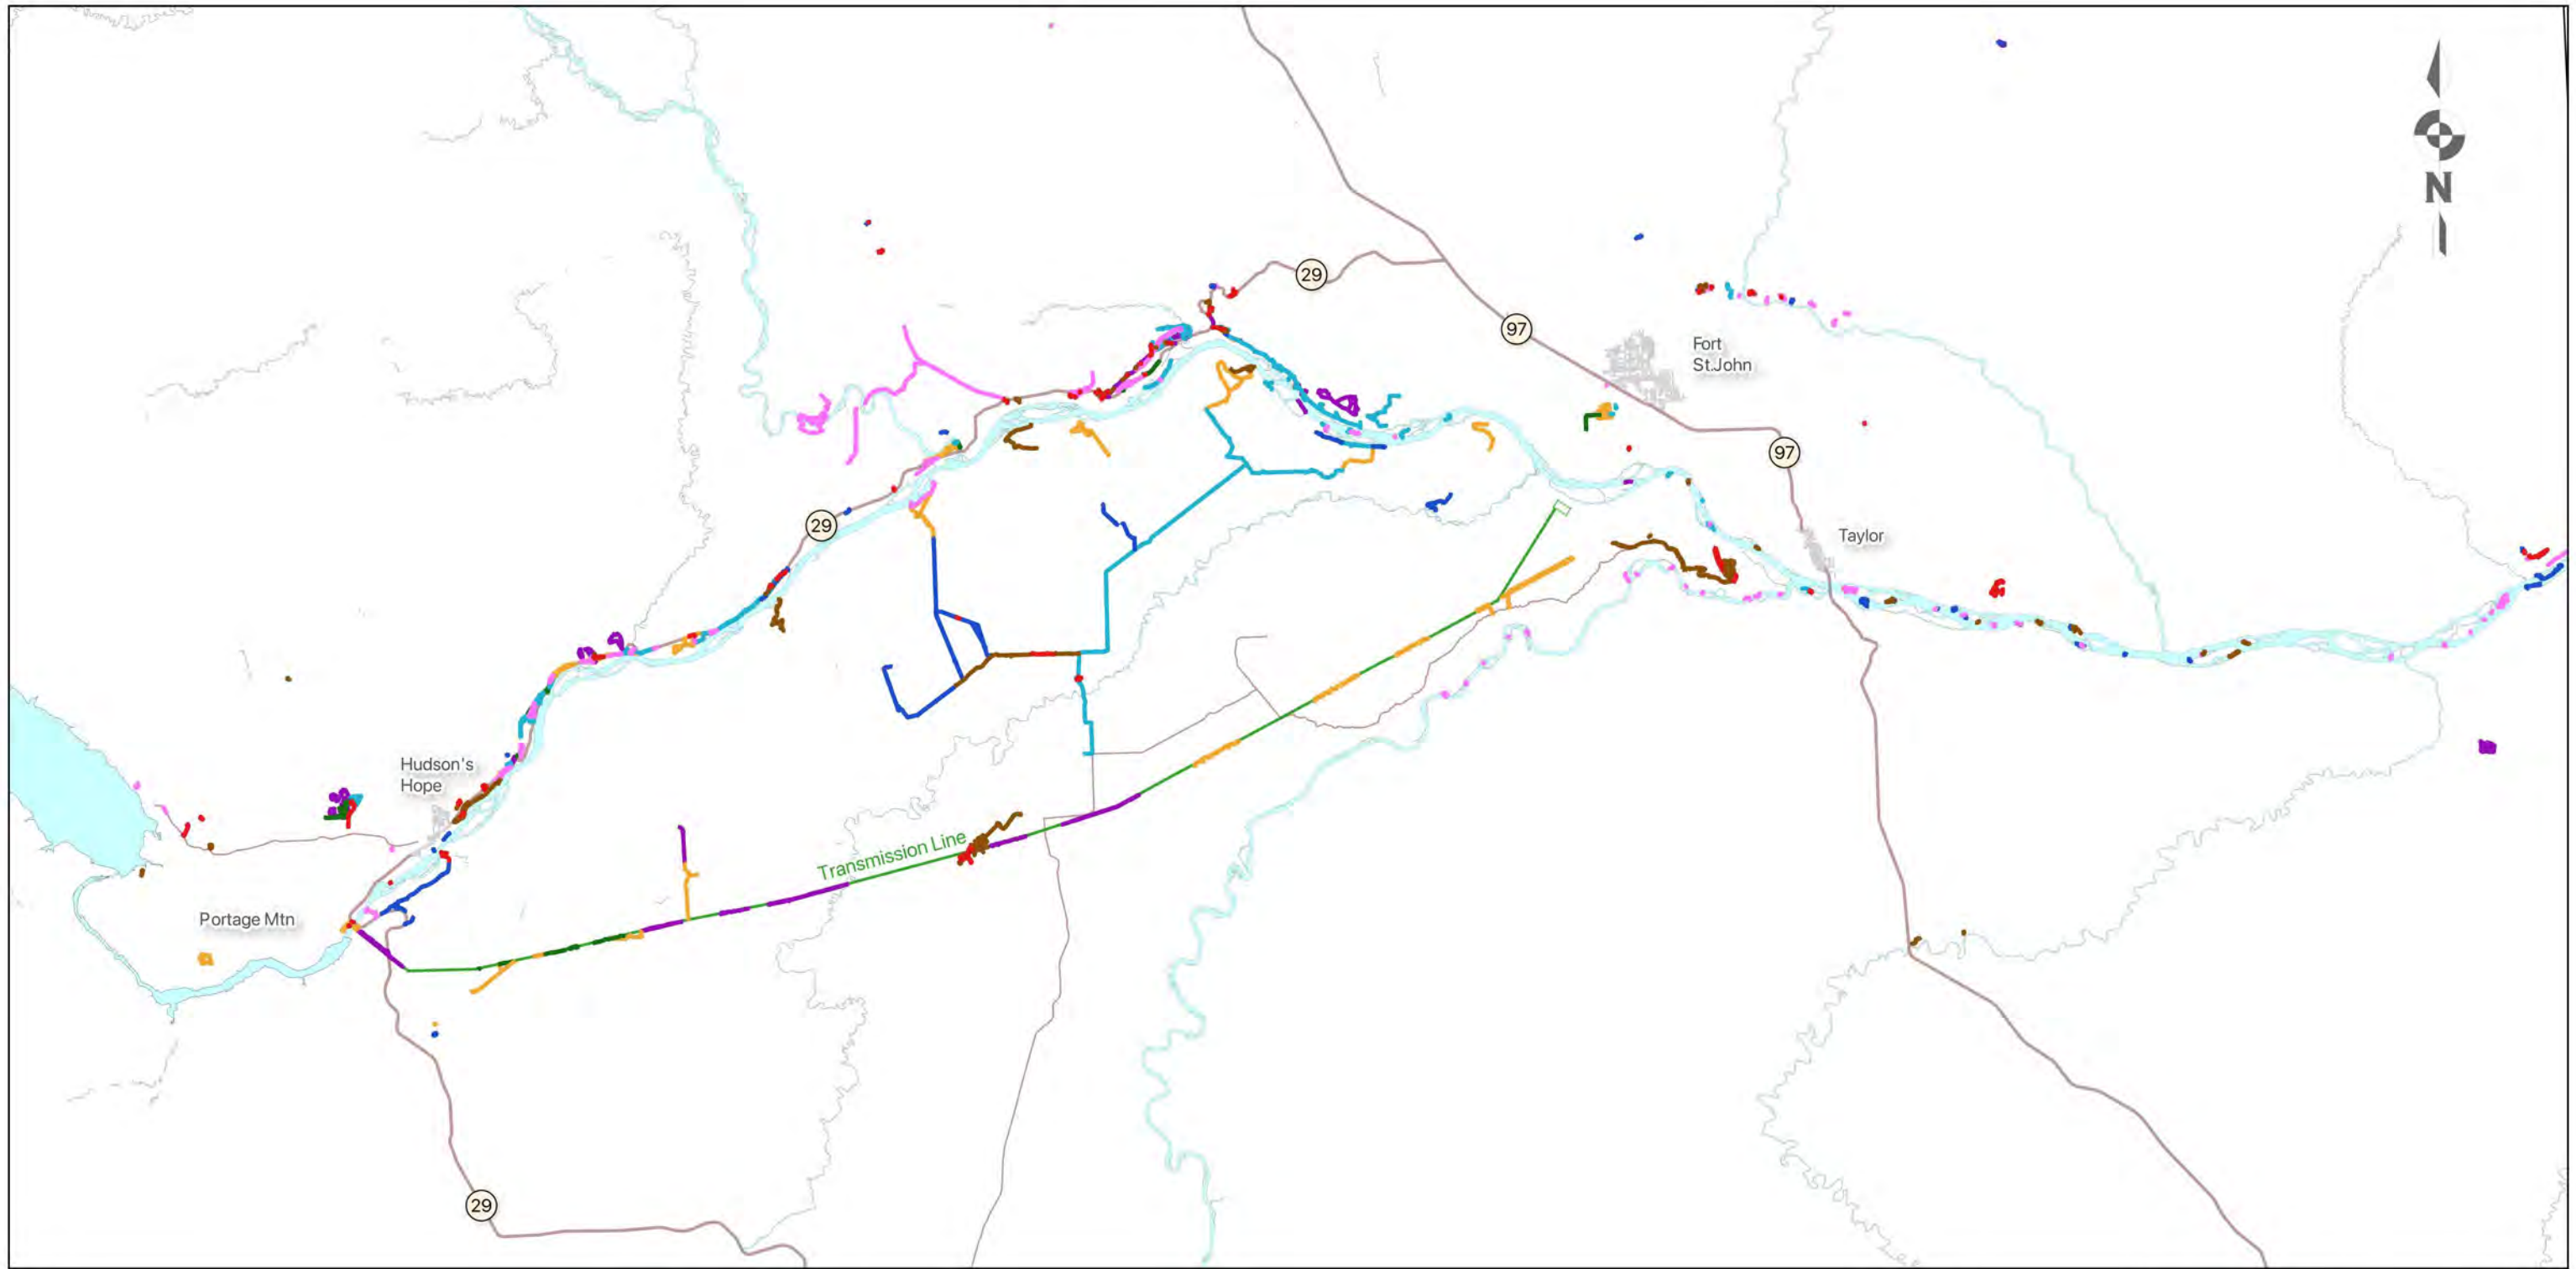 N
29
97
Fort
St.John
97
29
Taylor
Hudson's
Hope
Transmission Line
Portage Mtn
29